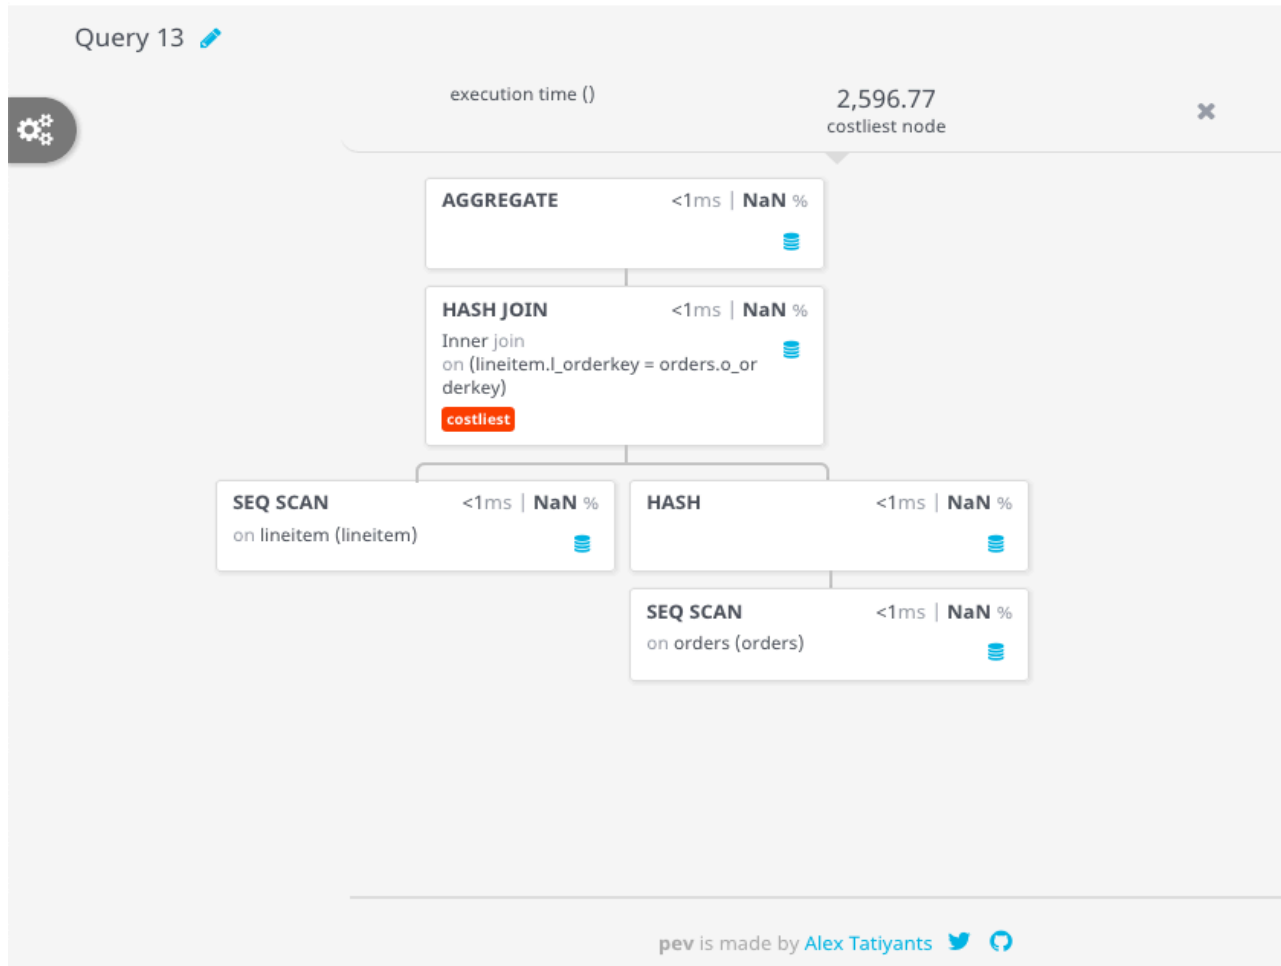 Query 13
execution time ()
2,596.77
costliest node
AGGREGATE <1ms | NaN %
HASH JOIN <1ms | NaN %
Inner join
on (lineitem.l_orderkey = orders.o_or
derkey)
costliest
SEQ SCAN <1ms | NaN %
on lineitem (lineitem)
HASH <1ms | NaN %
SEQ SCAN <1ms | NaN %
on orders (orders)
pev is made by Alex Tatiyants